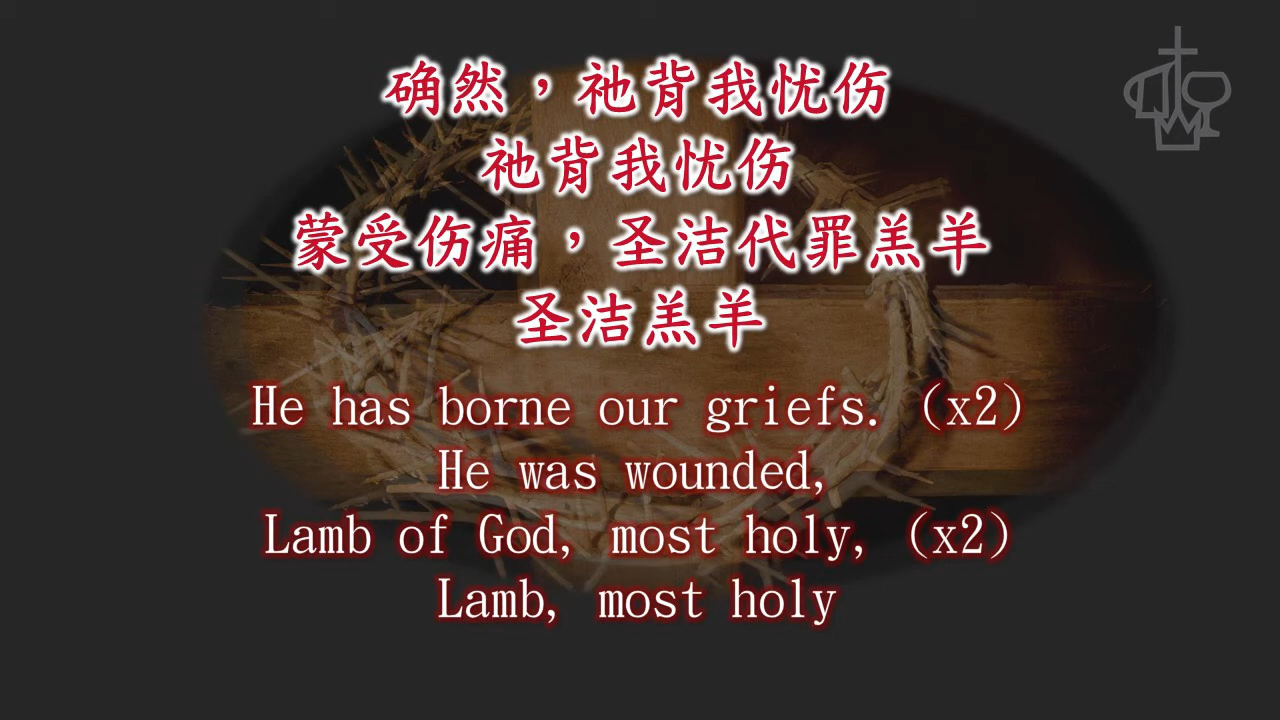 确然，祂背我忧伤
祂背我忧伤
蒙受伤痛，圣洁代罪羔羊
圣洁羔羊
He has borne our griefs. (x2)
He was wounded,
Lamb of God, most holy, (x2)
Lamb, most holy